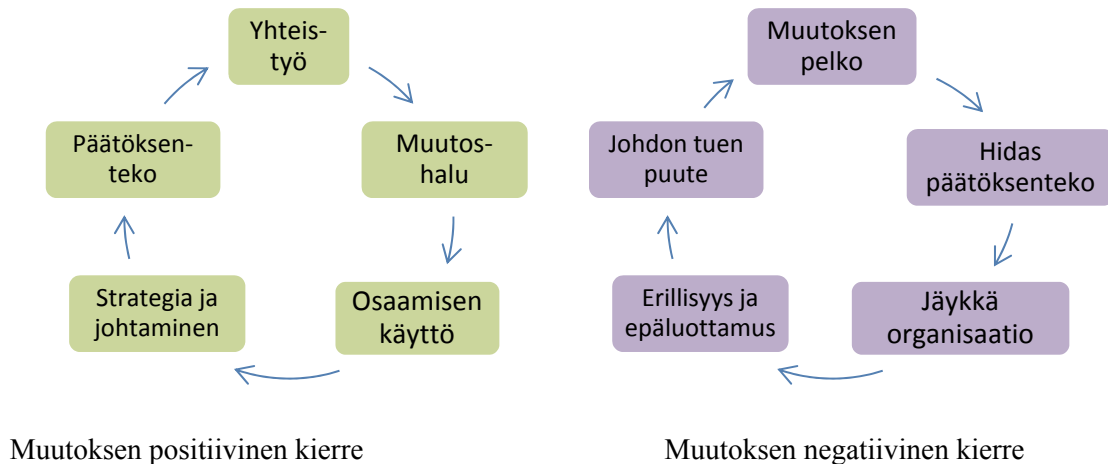 Yhteis-
työ
Muutos-
halu
Osaamisen
käyttö
Strategia ja
johtaminen
Päätöksen-
teko
Muutoksen positiivinen kierre
Muutoksen
pelko
Hidas
päätöksenteko
Jäykkä
organisaatio
Erillisyys ja
epäluottamus
Johdon tuen
puute
Muutoksen negatiivinen kierre